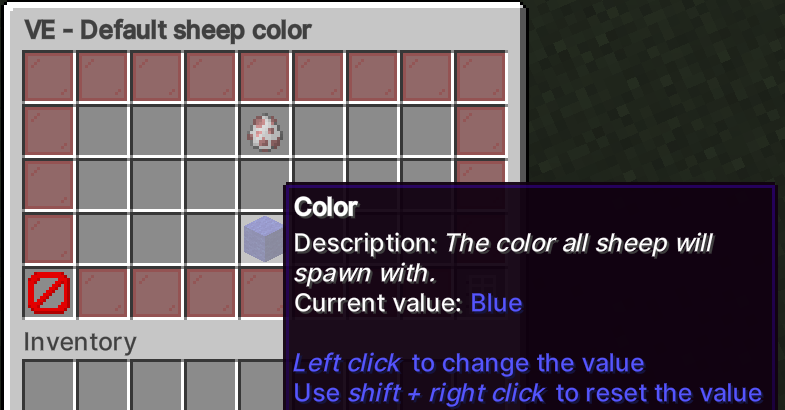 VE - Default sheep color
Color
Description: The color all sheep will
spawn with.
Current value: Blue
Left click to change the value
Use shift + right click to reset the value
Inventory